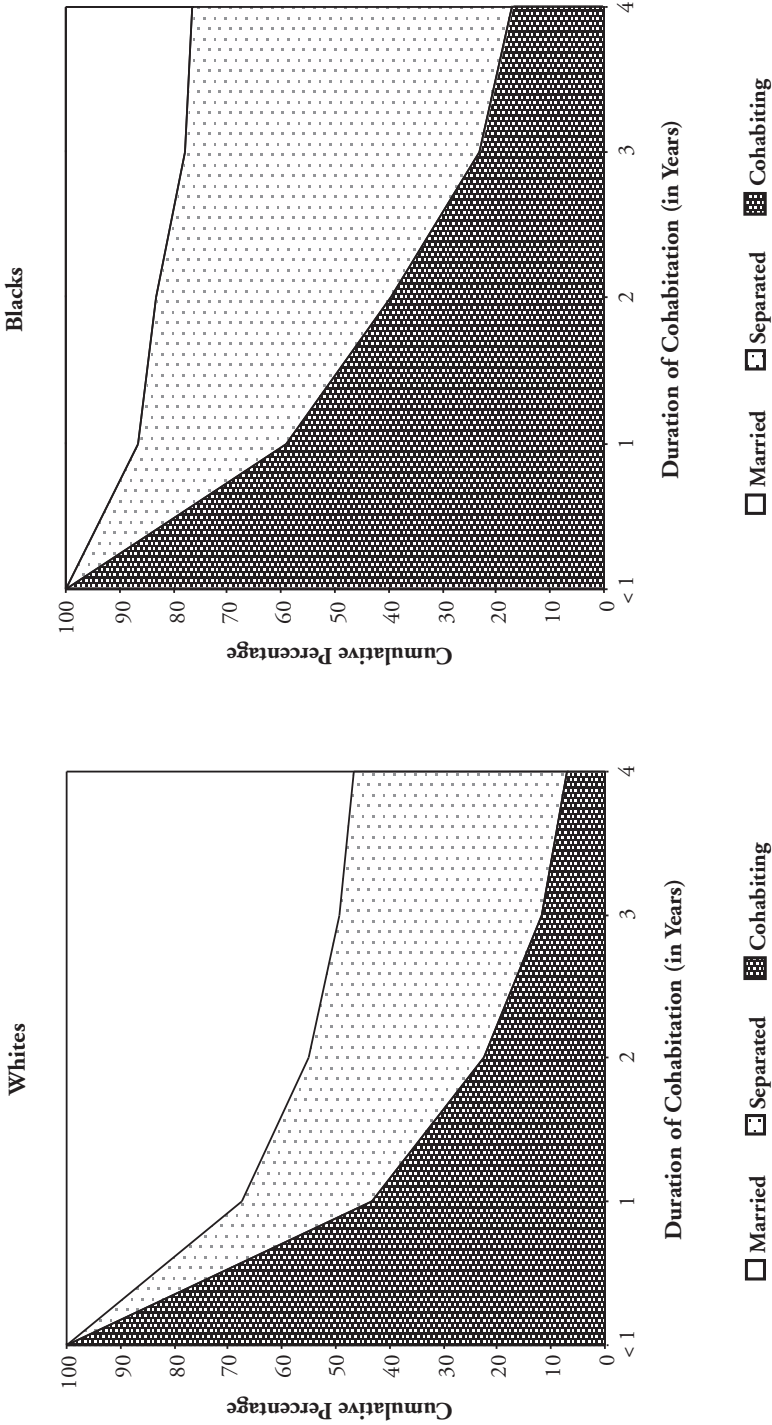 Whites
Cumulative Percentage
100
90
80
70
60
50
40
30
20
10
0
< 1 1 2 3 4
Duration of Cohabitation (in Years)
Married Separated Cohabiting
Blacks
Cumulative Percentage
100
90
80
70
60
50
40
30
20
10
0
< 1 1 2 3 4
Duration of Cohabitation (in Years)
Married Separated Cohabiting